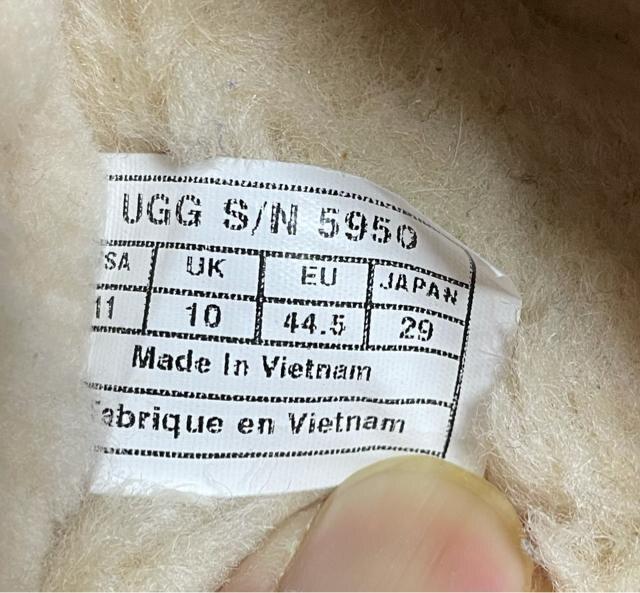 UGG S/N 5950
SA UK EU JAPAN
11 10 44.5 29
Made In Vietnam
abrique en Vietnam